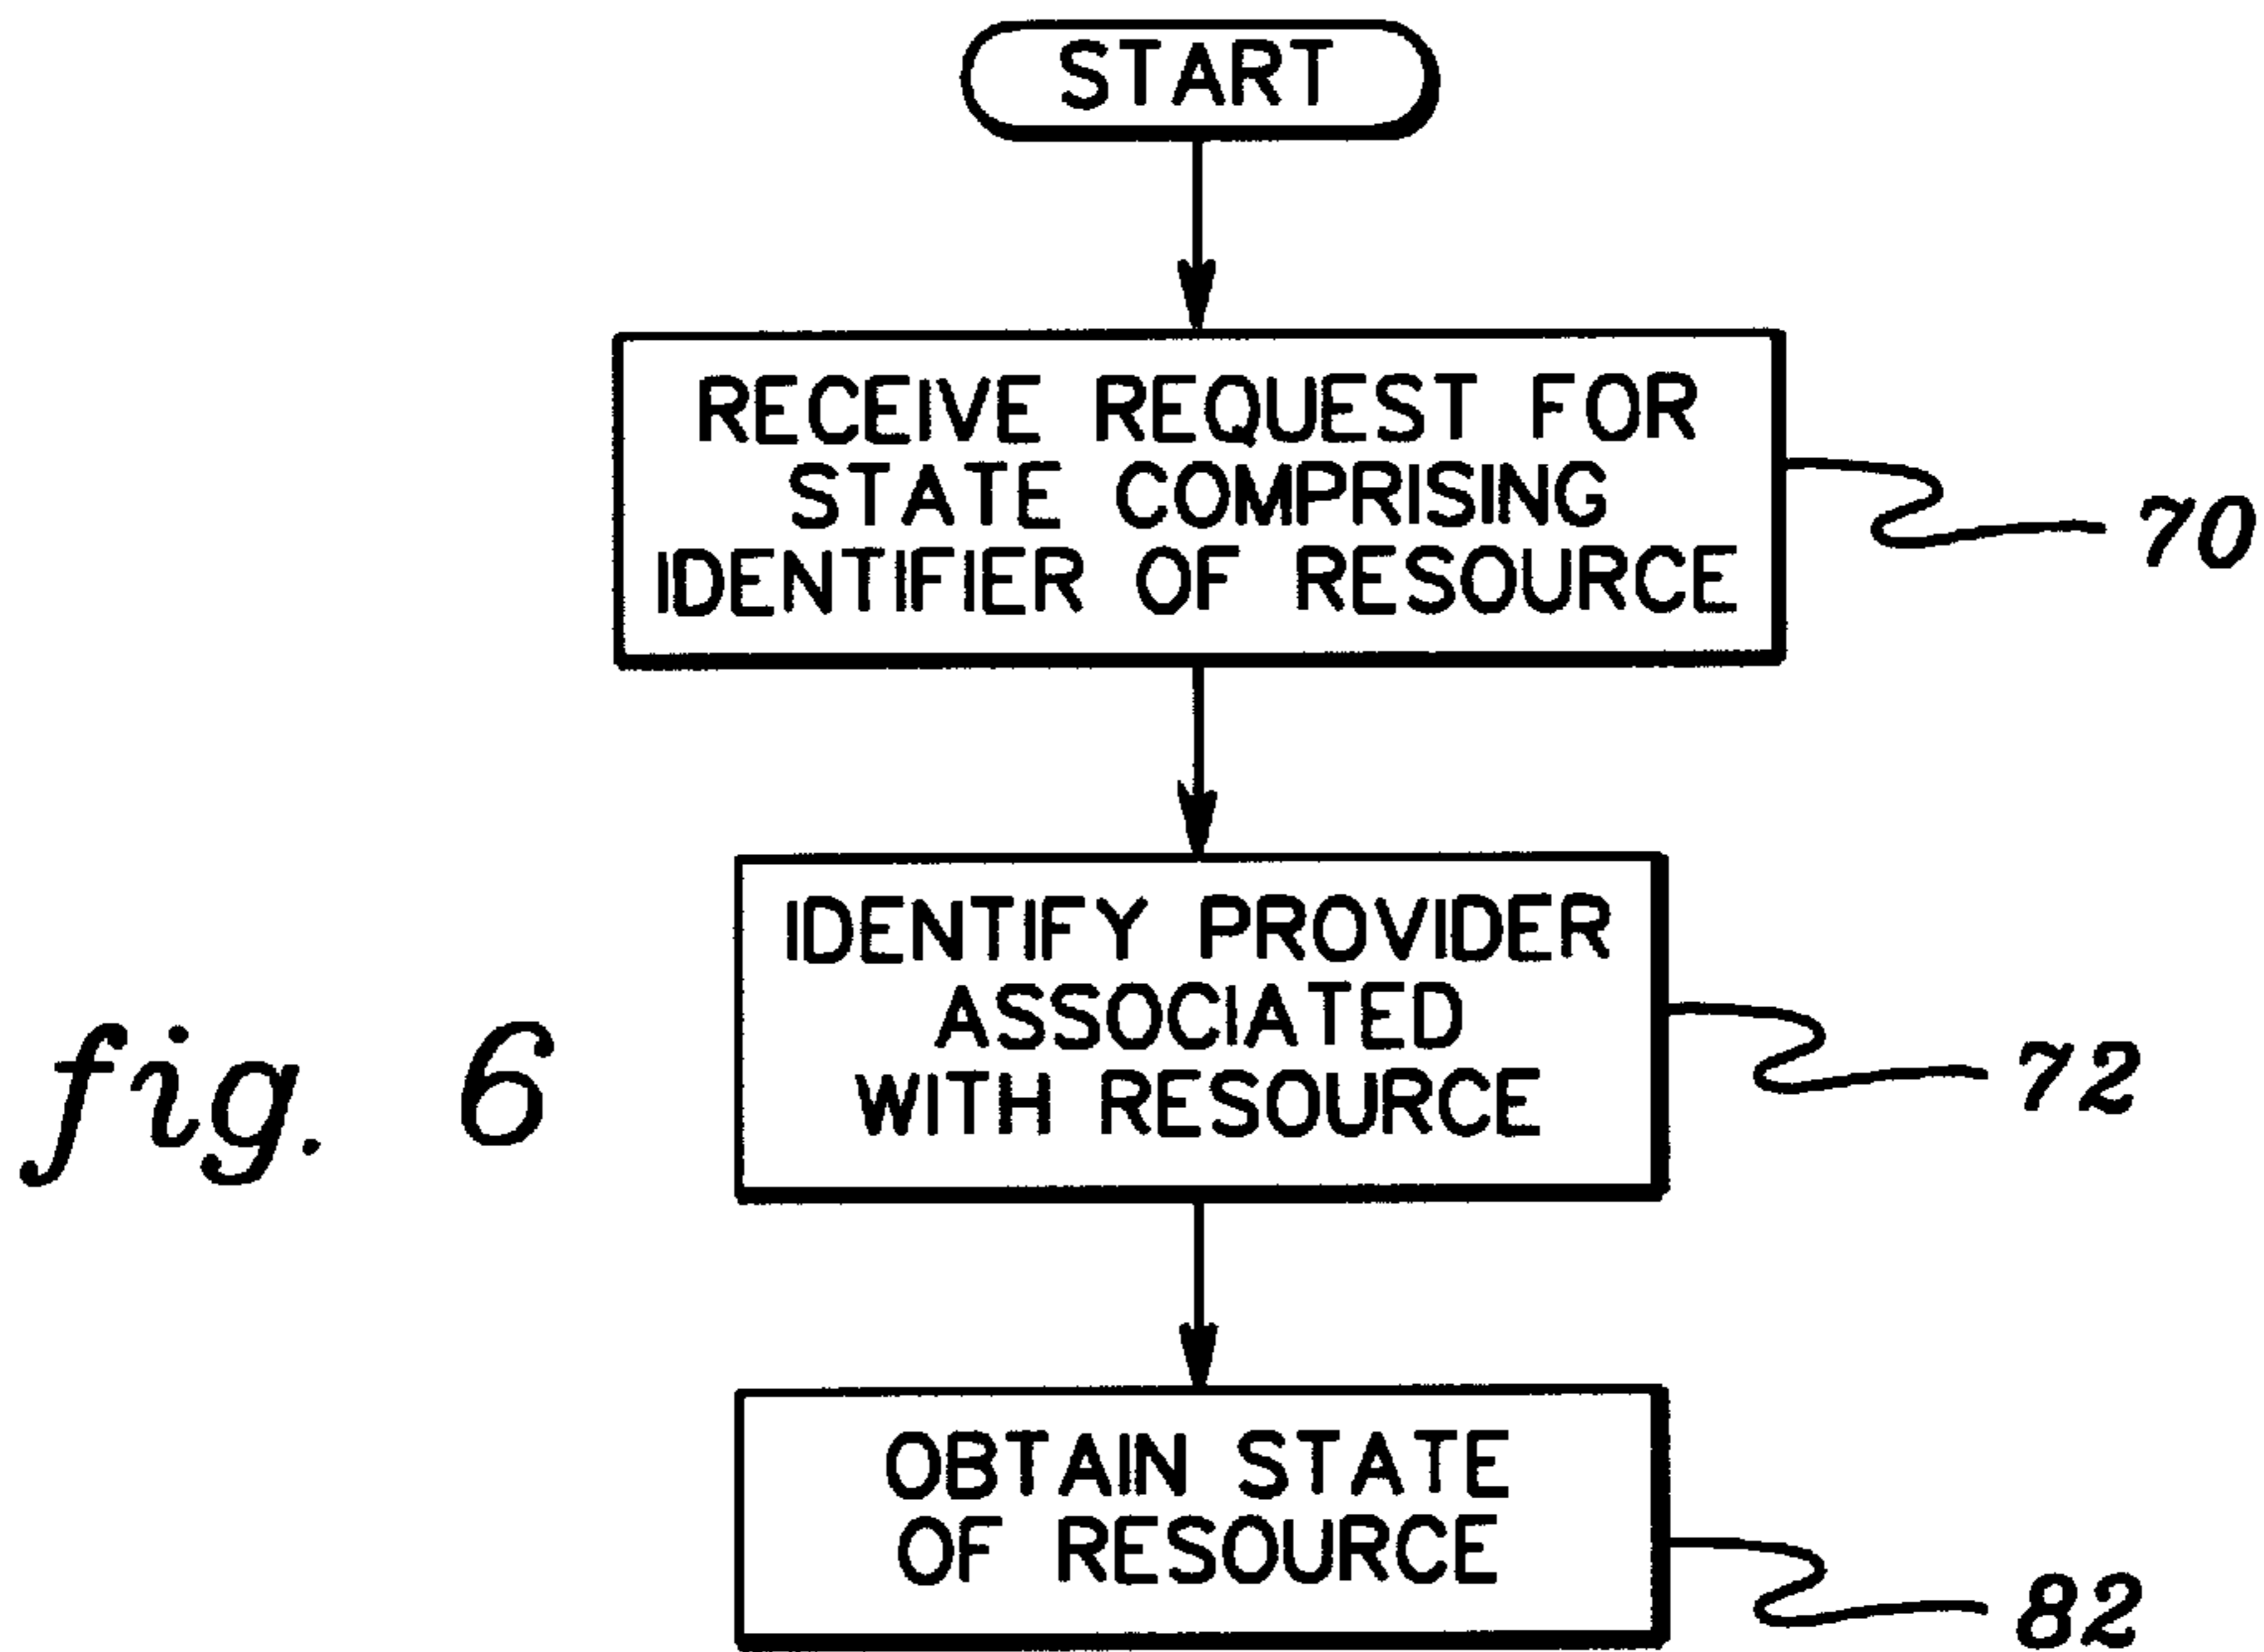 START
RECEIVE REQUEST FOR
STATE COMPRISING
IDENTIFIER OF RESOURCE
70
IDENTIFY PROVIDER
ASSOCIATED
WITH RESOURCE
72
fig. 6
OBTAIN STATE
OF RESOURCE
82